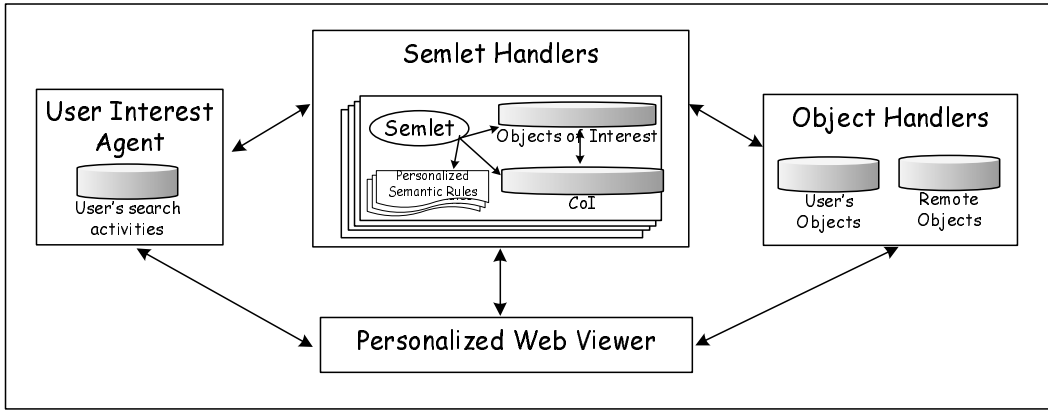 Semlet Handlers
User Interest
Agent
User's search
activities
Semlet
Objects of Interest
Personalized
Semantic Rules
CoI
Object Handlers
User's
Objects
Remote
Objects
Personalized Web Viewer